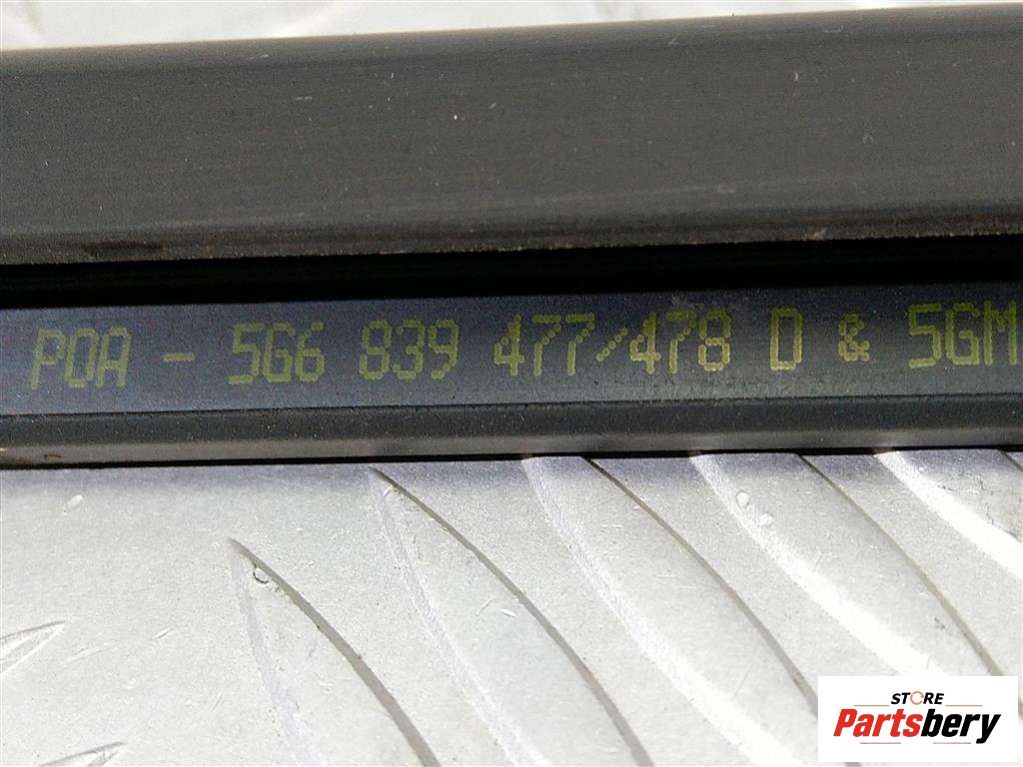 POA - 5G6 839 477/478 D & 5GM
STORE
Partsbery